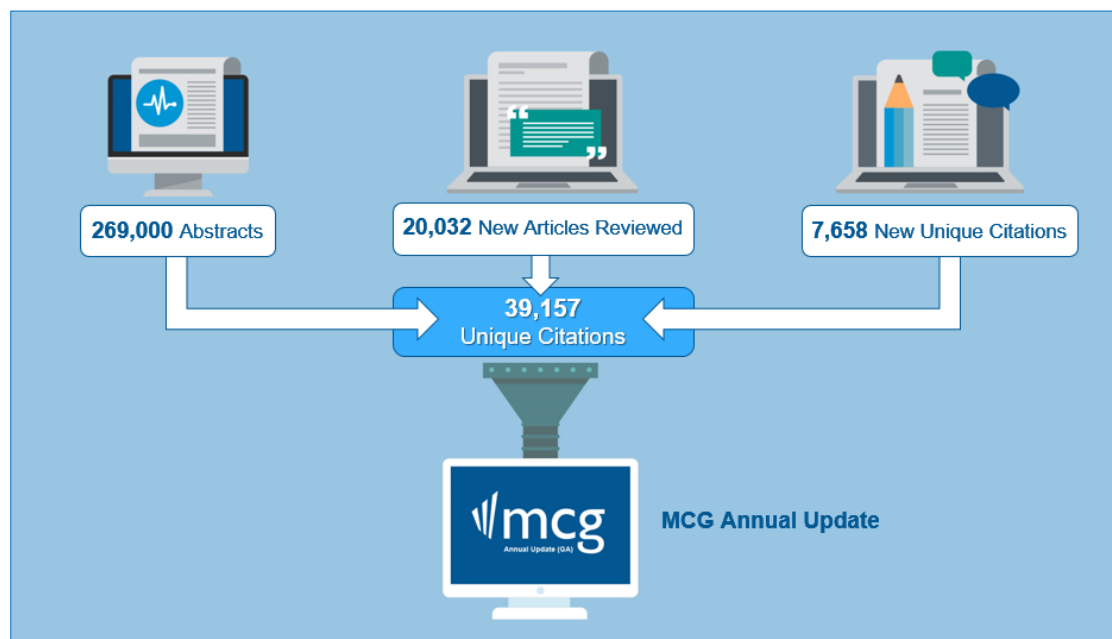 269,000 Abstracts
20,032 New Articles Reviewed
7,658 New Unique Citations
39,157
Unique Citations
mcg
Annual Update (GA)
MCG Annual Update